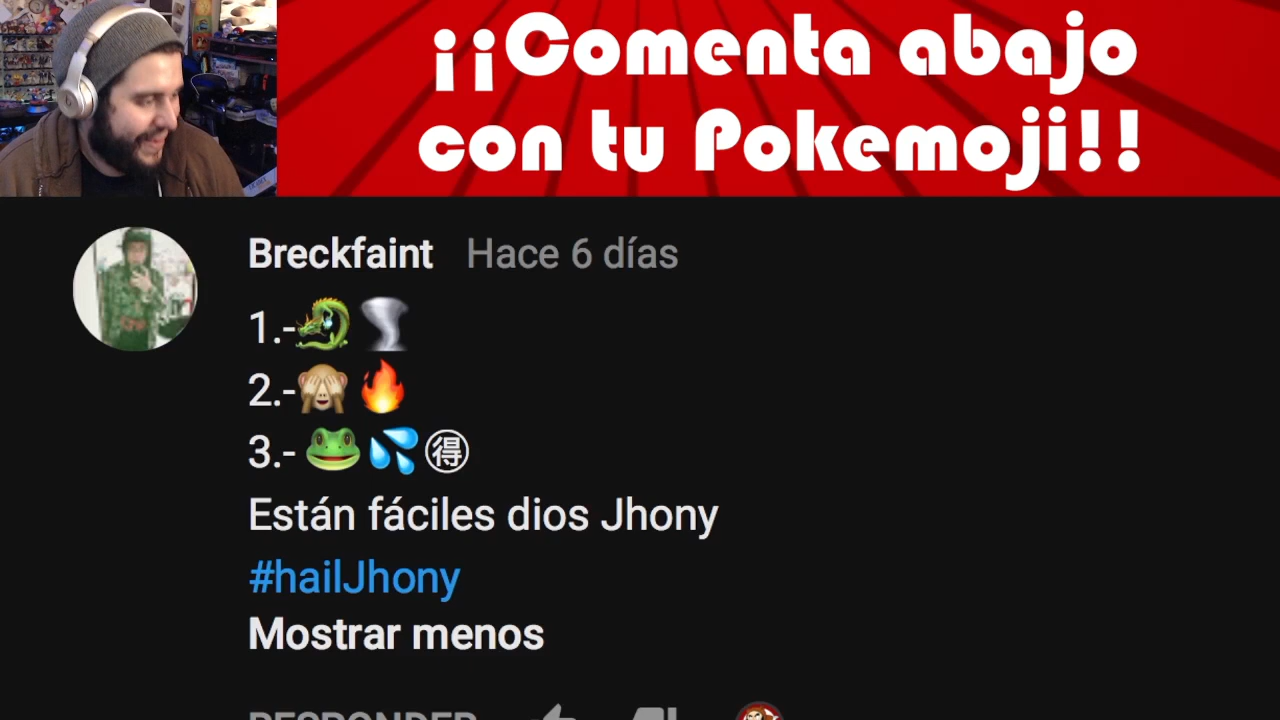 ¡¡Comenta abajo
con tu Pokemoji!!
Breckfaint Hace 6 días
1.-🐉🌪
2.-🙈🔥
3.- 🐸💦🉐
Están fáciles dios Jhony
#hailJhony
Mostrar menos
RESPONDER